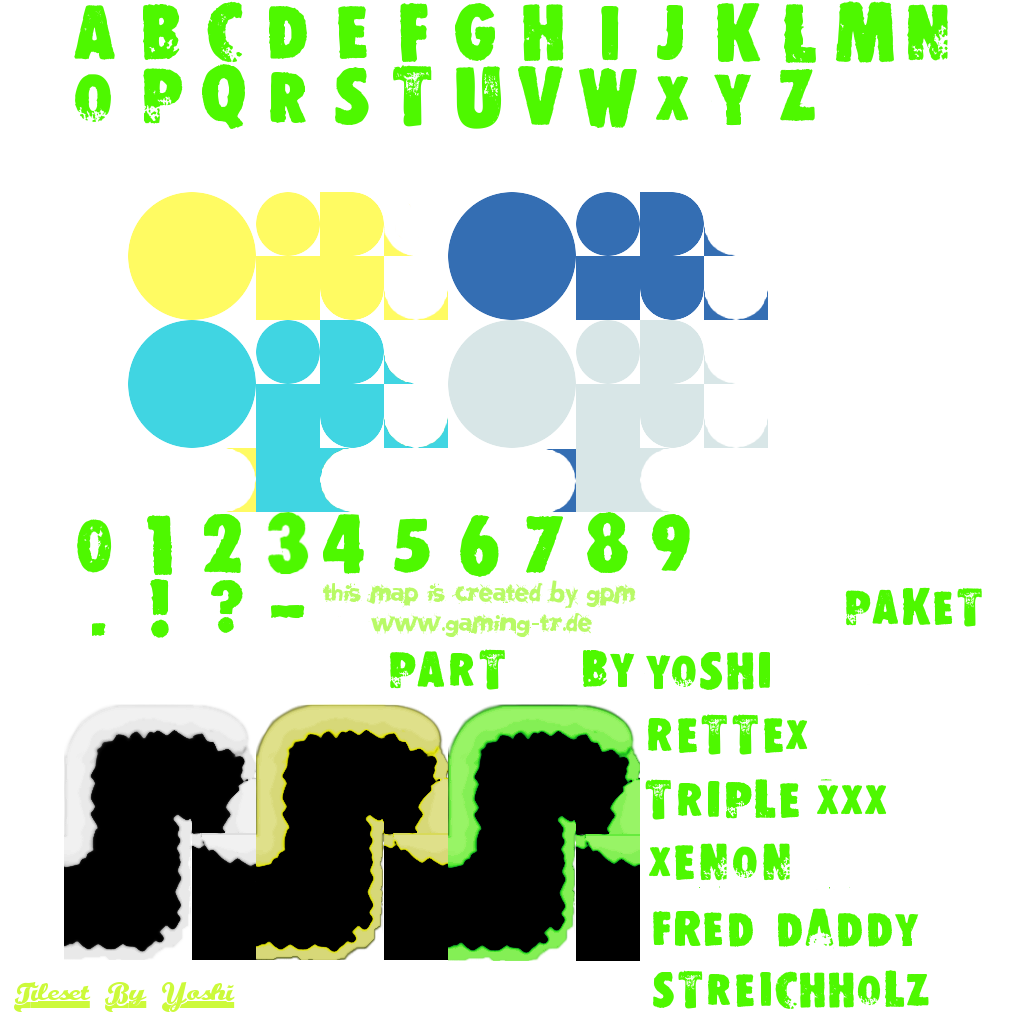 A B C D E F G H I J K L M N
O P Q R S T U V W X Y Z
0 1 2 3 4 5 6 7 8 9
. ! ? -
this map is created by gpm
www.gaming-tr.de
PAKET
PART BY YOSHI
RETTEX
TRIPLE XXX
XENON
FRED DADDY
STREICHHOLZ
Tileset By Yoshi